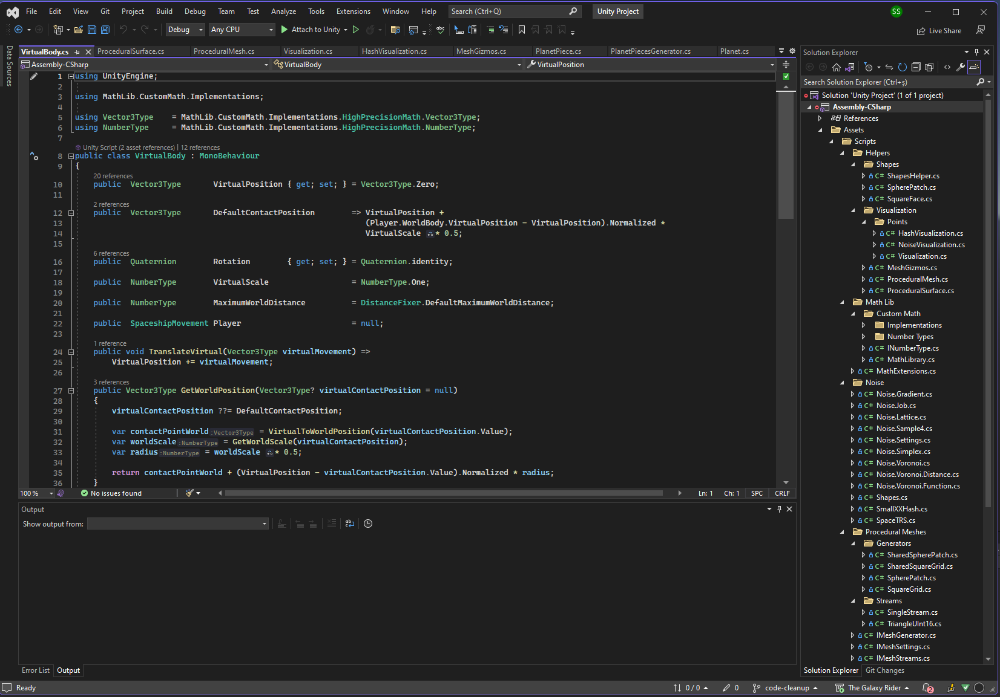 File Edit View Git Project Build Debug Team Test Analyze Tools Extensions Window Help Search (Ctrl+Q) Unity Project SS
Debug Any CPU Attach to Unity Live Share
Data Sources
VirtualBody.cs ProceduralSurface.cs ProceduralMesh.cs Visualization.cs HashVisualization.cs MeshGizmos.cs PlanetPiece.cs PlanetPiecesGenerator.cs Planet.cs
Assembly-CSharp VirtualBody VirtualPosition
1 using UnityEngine;
2
3 using MathLib.CustomMath.Implementations;
4
5 using Vector3Type = MathLib.CustomMath.Implementations.HighPrecisionMath.Vector3Type;
6 using NumberType = MathLib.CustomMath.Implementations.HighPrecisionMath.NumberType;
7
Unity Script (2 asset references) | 12 references
8 public class VirtualBody : MonoBehaviour
9 {
20 references
10 public Vector3Type VirtualPosition { get; set; } = Vector3Type.Zero;
11
2 references
12 public Vector3Type DefaultContactPosition => VirtualPosition +
13 (Player.WorldBody.VirtualPosition - VirtualPosition).Normalized *
14 VirtualScale * 0.5;
15
6 references
16 public Quaternion Rotation { get; set; } = Quaternion.identity;
17
18 public NumberType VirtualScale = NumberType.One;
19
20 public NumberType MaximumWorldDistance = DistanceFixer.DefaultMaximumWorldDistance;
21
22 public SpaceshipMovement Player = null;
23
1 reference
24 public void TranslateVirtual(Vector3Type virtualMovement) =>
25 VirtualPosition += virtualMovement;
26
3 references
27 public Vector3Type GetWorldPosition(Vector3Type? virtualContactPosition = null)
28 {
29 virtualContactPosition ??= DefaultContactPosition;
30
31 var contactPointWorld :Vector3Type = VirtualToWorldPosition(virtualContactPosition.Value);
32 var worldScale :NumberType = GetWorldScale(virtualContactPosition);
33 var radius :NumberType = worldScale * 0.5;
34
35 return contactPointWorld + (VirtualPosition - virtualContactPosition.Value).Normalized * radius;
36 }
100 % No issues found Ln: 1 Ch: 1 SPC CRLF
Output
Show output from:
Error List Output
Solution Explorer
Search Solution Explorer (Ctrl+ş)
Solution 'Unity Project' (1 of 1 project)
Assembly-CSharp
References
Assets
Scripts
Helpers
Shapes
C# ShapesHelper.cs
C# SpherePatch.cs
C# SquareFace.cs
Visualization
Points
C# HashVisualization.cs
C# NoiseVisualization.cs
C# Visualization.cs
C# MeshGizmos.cs
C# ProceduralMesh.cs
C# ProceduralSurface.cs
Math Lib
Custom Math
Implementations
Number Types
C# INumberType.cs
C# MathLibrary.cs
C# MathExtensions.cs
Noise
C# Noise.Gradient.cs
C# Noise.Job.cs
C# Noise.Lattice.cs
C# Noise.Sample4.cs
C# Noise.Settings.cs
C# Noise.Simplex.cs
C# Noise.Voronoi.cs
C# Noise.Voronoi.Distance.cs
C# Noise.Voronoi.Function.cs
C# Shapes.cs
C# SmallXXHash.cs
C# SpaceTRS.cs
Procedural Meshes
Generators
C# SharedSpherePatch.cs
C# SharedSquareGrid.cs
C# SpherePatch.cs
C# SquareGrid.cs
Streams
C# SingleStream.cs
C# TriangleUInt16.cs
C# IMeshGenerator.cs
C# IMeshSettings.cs
C# IMeshStreams.cs
Solution Explorer Git Changes
Ready 0 / 0 0 code-cleanup The Galaxy Rider 2